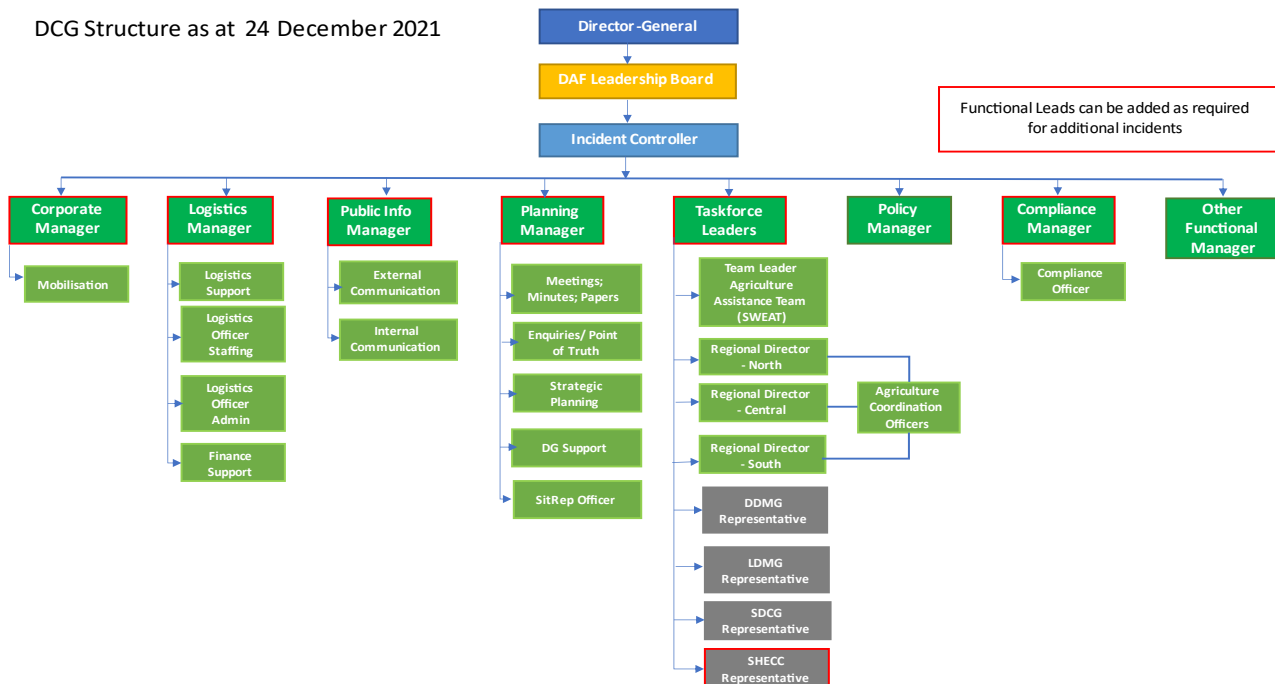 DCG Structure as at 24 December 2021
Director-General
DAF Leadership Board
Incident Controller
Functional Leads can be added as required
for additional incidents
Corporate
Manager
Mobilisation
Logistics
Manager
Logistics
Support
Logistics
Officer
Staffing
Logistics
Officer
Admin
Finance
Support
Public Info
Manager
External
Communication
Internal
Communication
Planning
Manager
Meetings;
Minutes; Papers
Enquiries/ Point
of Truth
Strategic
Planning
DG Support
SitRep Officer
Taskforce
Leaders
Team Leader
Agriculture
Assistance Team
(SWEAT)
Regional Director
- North
Regional Director
- Central
Regional Director
- South
Agriculture
Coordination
Officers
DDMG
Representative
LDMG
Representative
SDCG
Representative
SHECC
Representative
Policy
Manager
Compliance
Manager
Compliance
Officer
Other
Functional
Manager